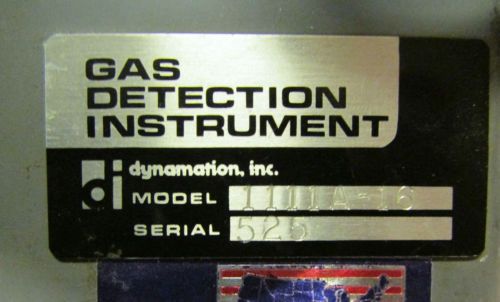 GAS
DETECTION
INSTRUMENT
di dynamation, inc.
MODEL 1111A-16
SERIAL 525